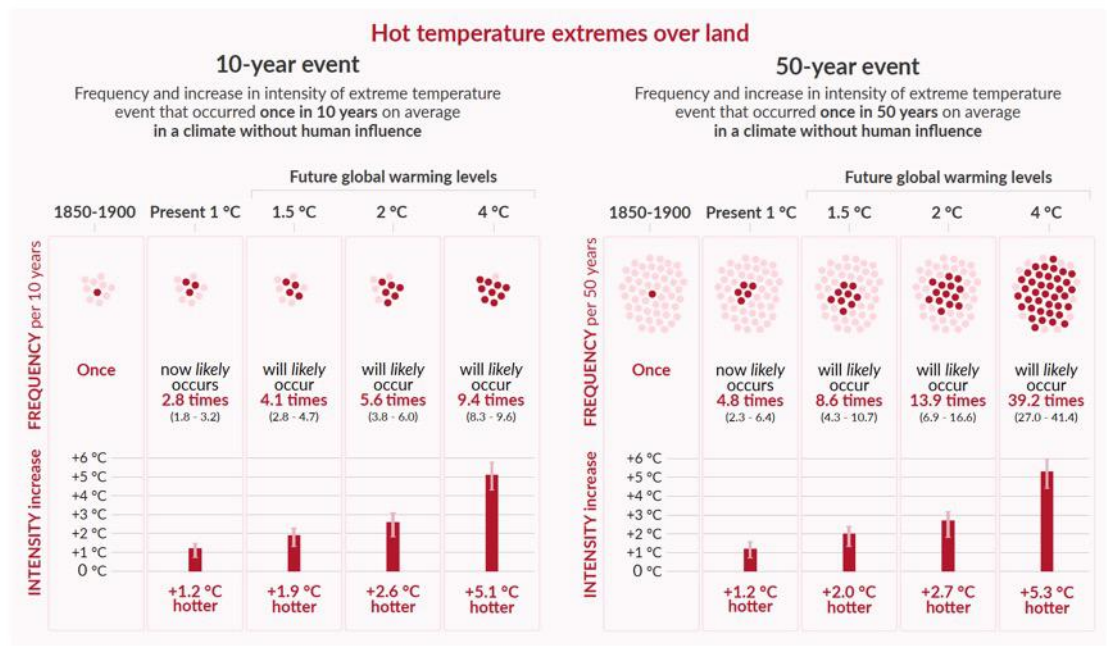 Hot temperature extremes over land
10-year event
Frequency and increase in intensity of extreme temperature
event that occurred once in 10 years on average
in a climate without human influence
Future global warming levels
1850-1900 Present 1 °C 1.5 °C 2 °C 4 °C
FREQUENCY per 10 years
Once
now likely
occurs
2.8 times
(1.8 - 3.2)
will likely
occur
4.1 times
(2.8 - 4.7)
will likely
occur
5.6 times
(3.8 - 6.0)
will likely
occur
9.4 times
(8.3 - 9.6)
INTENSITY increase
+6 °C
+5 °C
+4 °C
+3 °C
+2 °C
+1 °C
0 °C
+1.2 °C
hotter
+1.9 °C
hotter
+2.6 °C
hotter
+5.1 °C
hotter
50-year event
Frequency and increase in intensity of extreme temperature
event that occurred once in 50 years on average
in a climate without human influence
Future global warming levels
1850-1900 Present 1 °C 1.5 °C 2 °C 4 °C
FREQUENCY per 50 years
Once
now likely
occurs
4.8 times
(2.3 - 6.4)
will likely
occur
8.6 times
(4.3 - 10.7)
will likely
occur
13.9 times
(6.9 - 16.6)
will likely
occur
39.2 times
(27.0 - 41.4)
INTENSITY increase
+6 °C
+5 °C
+4 °C
+3 °C
+2 °C
+1 °C
0 °C
+1.2 °C
hotter
+2.0 °C
hotter
+2.7 °C
hotter
+5.3 °C
hotter